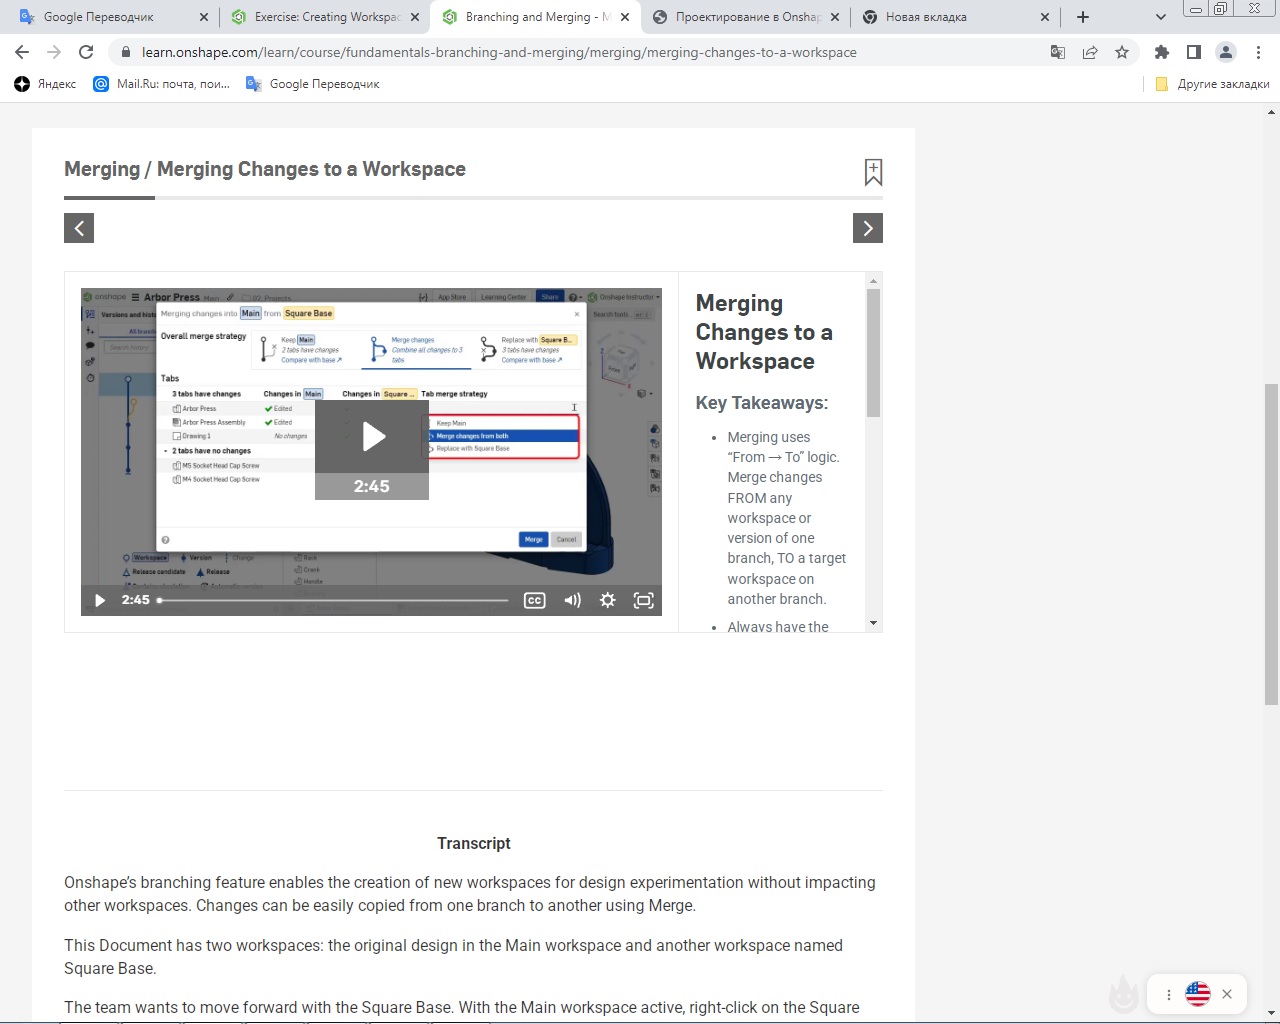 Google Переводчик
Exercise: Creating Workspac
Branching and Merging - M
Проектирование в Onshap
Новая вкладка
learn.onshape.com/learn/course/fundamentals-branching-and-merging/merging/merging-changes-to-a-workspace
Яндекс
Mail.Ru: почта, пои...
Google Переводчик
Другие закладки
Merging / Merging Changes to a Workspace
onshape
Arbor Press
Main
02_Projects
App Store
Learning Center
Share
Onshape Instructor
Versions and histo
Search tools...
All branch
Search history
Front
Merging changes into Main from Square Base
Overall merge strategy
Keep Main
2 tabs have changes
Compare with base
Merge changes
Combine all changes to 3
tabs
Replace with Square B...
3 tabs have changes
Compare with base
Tabs
3 tabs have changes
Changes in Main
Changes in Square ...
Tab merge strategy
Arbor Press
Edited
Arbor Press Assembly
Edited
Keep Main
Drawing 1
No changes
Merge changes from both
2 tabs have no changes
Replace with Square Base
M5 Socket Head Cap Screw
M4 Socket Head Cap Screw
2:45
Merge
Cancel
Workspace
Version
Change
Release candidate
Release
Crank
Handle
2:45
CC
Merging
Changes to a
Workspace
Key Takeaways:
• Merging uses
“From → To” logic.
Merge changes
FROM any
workspace or
version of one
branch, TO a target
workspace on
another branch.
• Always have the
Transcript
Onshape’s branching feature enables the creation of new workspaces for design experimentation without impacting
other workspaces. Changes can be easily copied from one branch to another using Merge.
This Document has two workspaces: the original design in the Main workspace and another workspace named
Square Base.
The team wants to move forward with the Square Base. With the Main workspace active, right-click on the Square